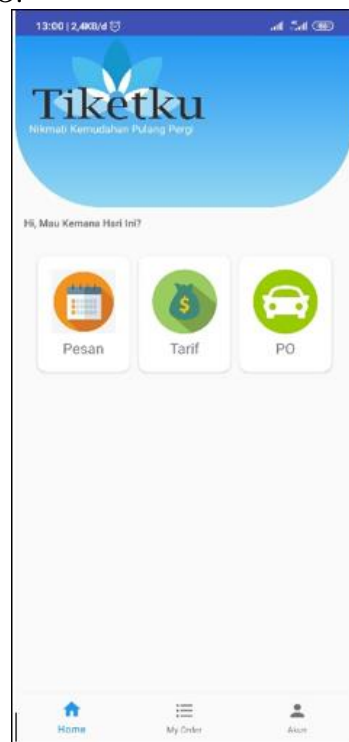 13:00 | 2,4KB/d
Tiketku
Nikmati Kemudahan Pulang Pergi
Hi, Mau Kemana Hari Ini?
$
Pesan
Tarif
PO
Home
My Order
Akun